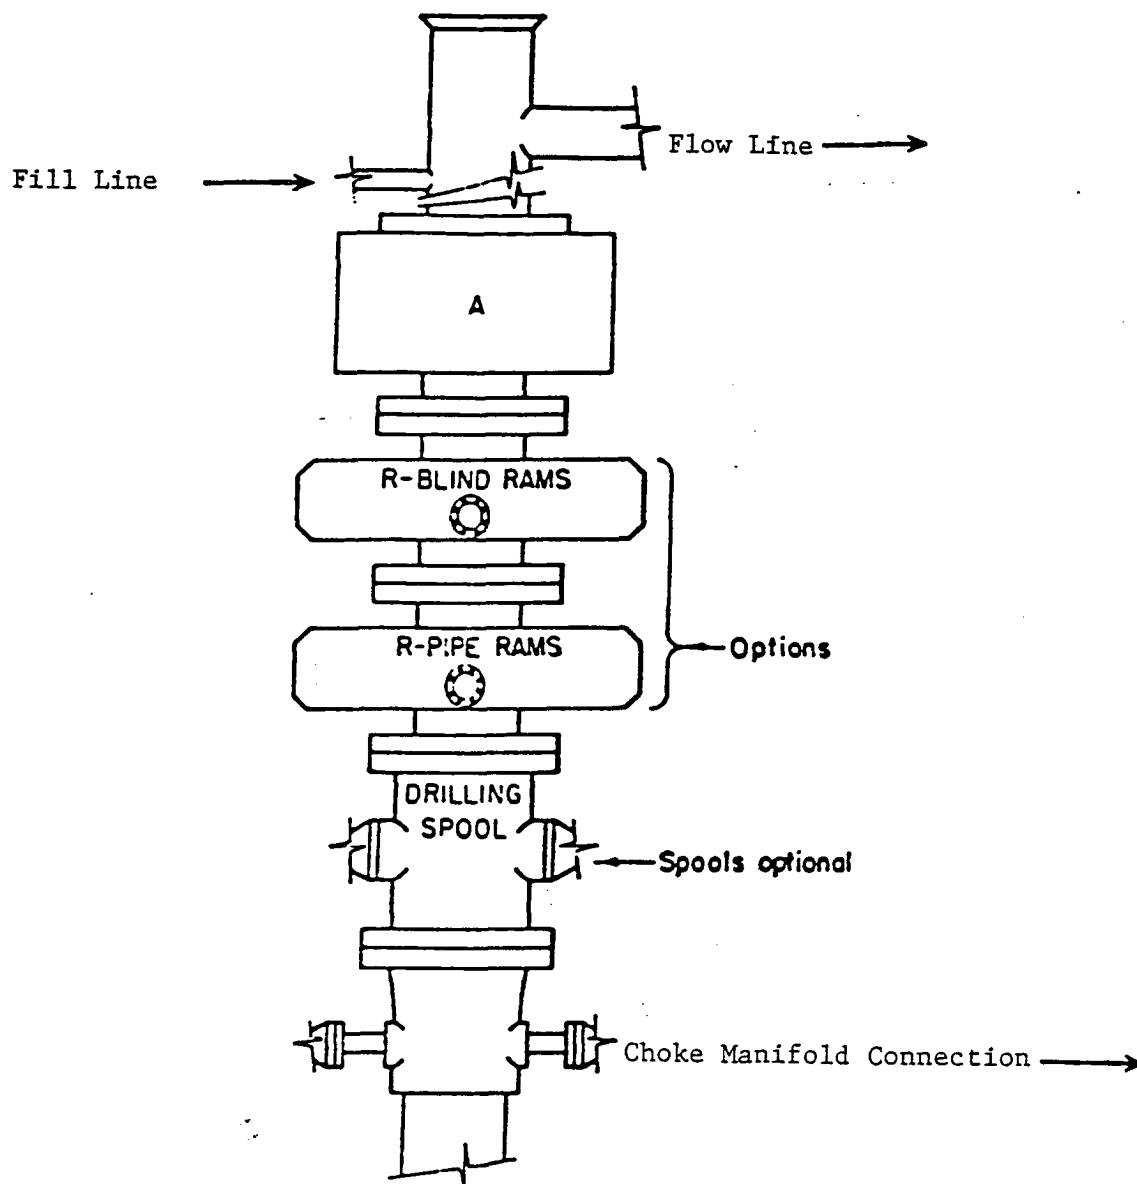 Flow Line
Fill Line
A
R-BLIND RAMS
R-PIPE RAMS
Options
DRILLING
SPOOL
Spools optional
Choke Manifold Connection